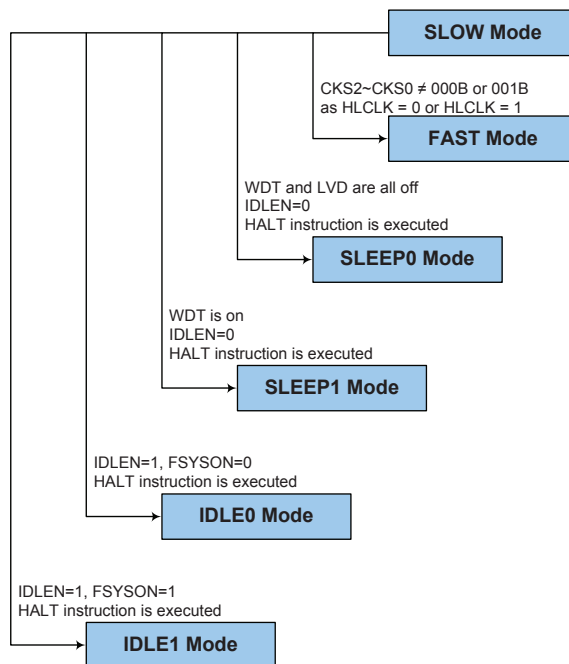 SLOW Mode
CKS2~CKS0 ≠ 000B or 001B
as HLCLK = 0 or HLCLK = 1
FAST Mode
WDT and LVD are all off
IDLEN=0
HALT instruction is executed
SLEEP0 Mode
WDT is on
IDLEN=0
HALT instruction is executed
SLEEP1 Mode
IDLEN=1, FSYSON=0
HALT instruction is executed
IDLE0 Mode
IDLEN=1, FSYSON=1
HALT instruction is executed
IDLE1 Mode